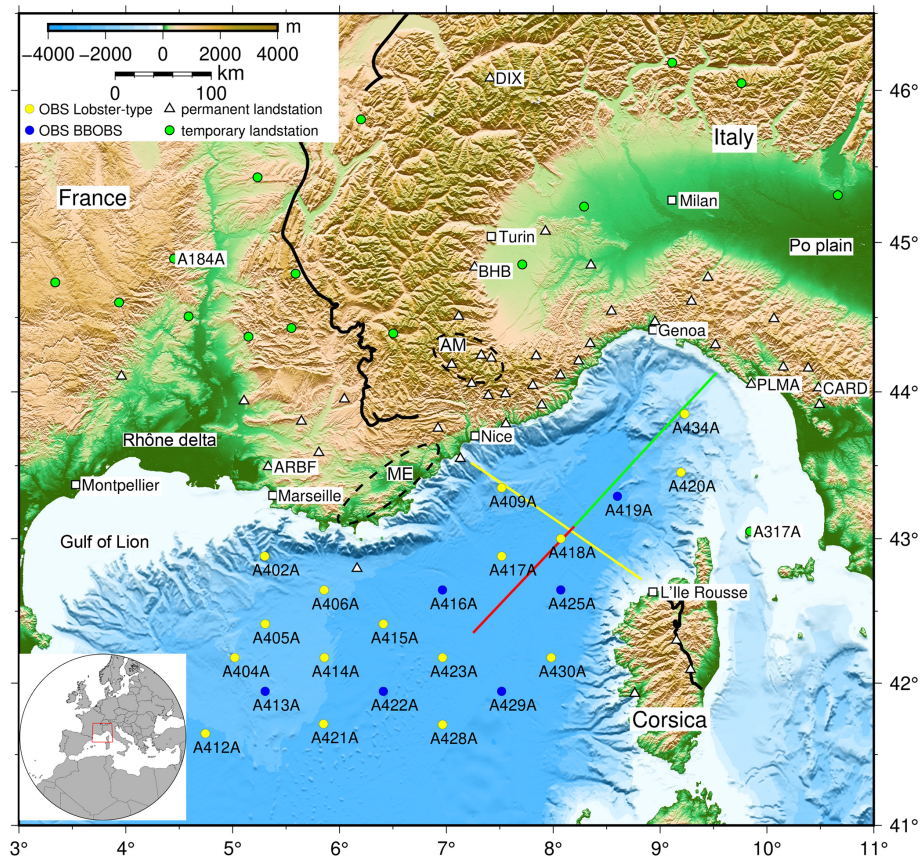 m
−4000 −2000 0 2000 4000
km
0 100
OBS Lobster-type permanent landstation
OBS BBOBS temporary landstation
DIX
46°
Italy
France
Milan
Turin
Po plain
45°
A184A
BHB
Genoa
AM
44°
PLMA
CARD
Rhône delta
Nice
A434A
ARBF
ME
Montpellier
Marseille
A409A
A420A
A419A
Gulf of Lion
43°
A317A
A418A
A402A
A417A
L'Ile Rousse
A406A
A416A
A425A
A405A
A415A
A404A
A414A
A423A
A430A
42°
A413A
A422A
A429A
Corsica
A412A
A421A
A428A
41°
3° 4° 5° 6° 7° 8° 9° 10° 11°